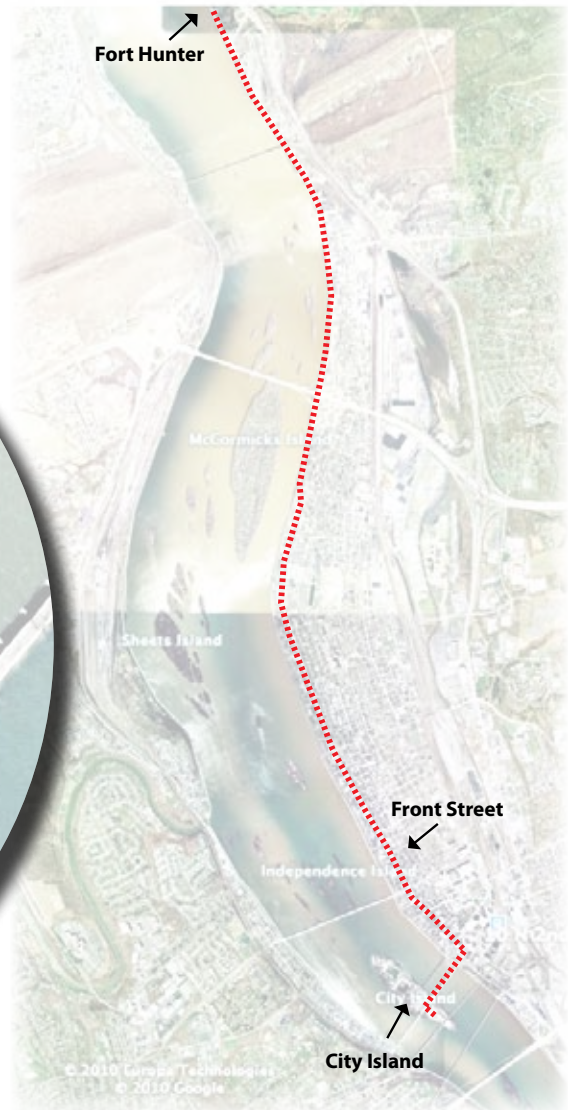 Fort Hunter
McCormicks Island
Sheets Island
Front Street
Independence Island
City Island
City Island
© 2010 Europa Technologies
© 2010 Google